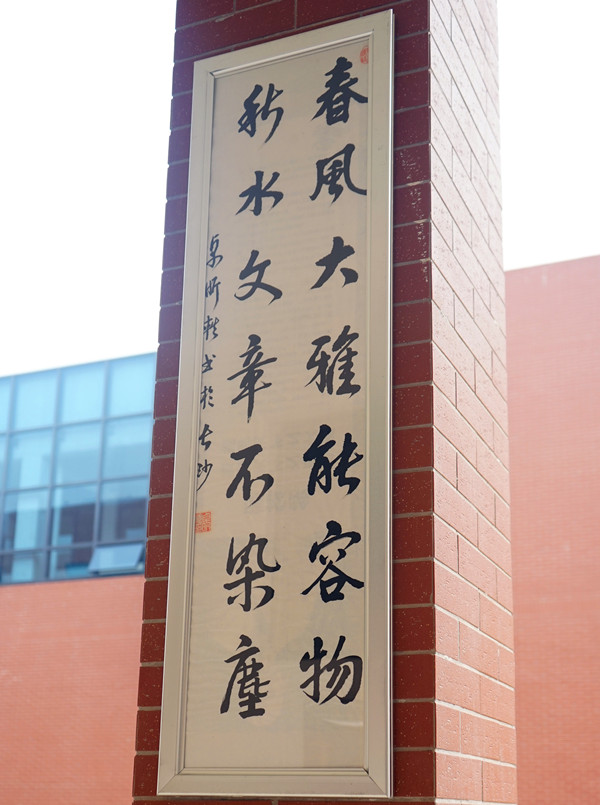 春風大雅能容物
秋水文章不染塵
書於長沙